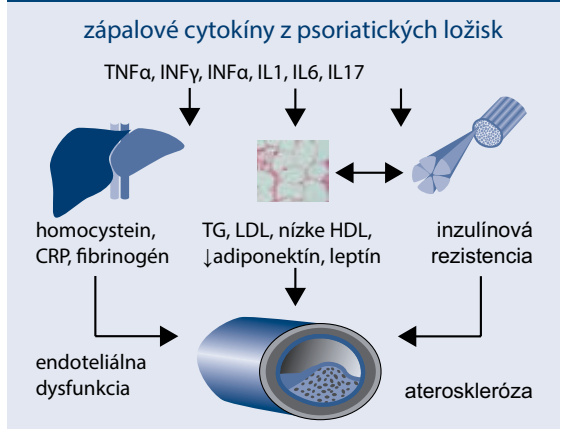 zápalové cytokíny z psoriatických ložísk
TNFα, INFγ, INFα, IL1, IL6, IL17
homocystein,
CRP, fibrinogén
TG, LDL, nízke HDL,
↓adiponektín, leptín
inzulínová
rezistencia
endoteliálna
dysfunkcia
ateroskleróza